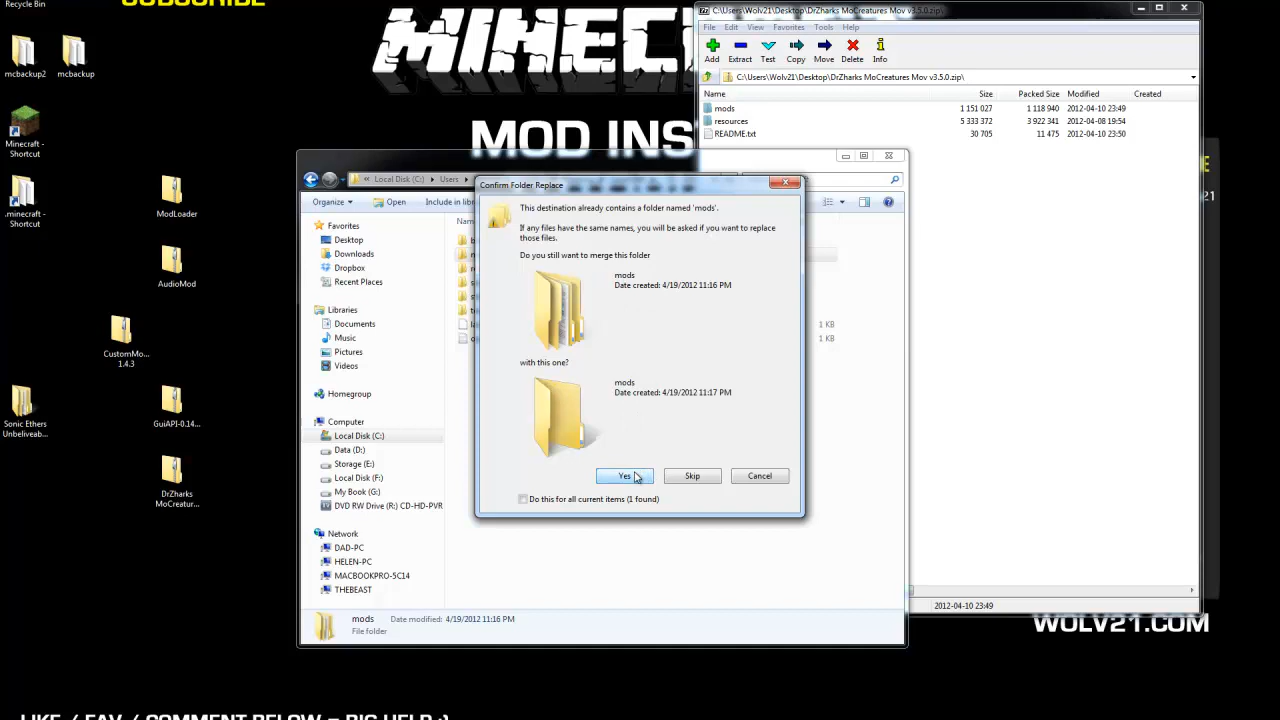 SUBSCRIBE
Recycle Bin
mcbackup2
mcbackup
Minecraft -
Shortcut
.minecraft -
Shortcut
ModLoader
AudioMod
CustomMo...
1.4.3
Sonic Ethers
Unbelievab...
GuiAPI-0.14...
DrZharks
MoCreatur...
MINEC
MOD INS
C:\Users\Wolv21\Desktop\DrZharks MoCreatures Mov v3.5.0.zip\
File Edit View Favorites Tools Help
Add Extract Test Copy Move Delete Info
C:\Users\Wolv21\Desktop\DrZharks MoCreatures Mov v3.5.0.zip\
Name Size Packed Size Modified Created
mods 1 151 027 1 118 940 2012-04-10 23:49
resources 5 333 372 3 922 341 2012-04-08 19:54
README.txt 30 705 11 475 2012-04-10 23:50
2012-04-10 23:49
« Local Disk (C:) ▸ Users ▸
Organize ▼ Open Include in lib
Favorites
Desktop
Downloads
Dropbox
Recent Places
Libraries
Documents
Music
Pictures
Videos
Homegroup
Computer
Local Disk (C:)
Data (D:)
Storage (E:)
Local Disk (F:)
My Book (G:)
DVD RW Drive (R:) CD-HD-PVR
Network
DAD-PC
HELEN-PC
MACBOOKPRO-5C14
THEBEAST
1 KB
1 KB
mods Date modified: 4/19/2012 11:16 PM
File folder
Confirm Folder Replace
This destination already contains a folder named 'mods'.
If any files have the same names, you will be asked if you want to replace
those files.
Do you still want to merge this folder
mods
Date created: 4/19/2012 11:16 PM
with this one?
mods
Date created: 4/19/2012 11:17 PM
Yes Skip Cancel
Do this for all current items (1 found)
WOLV21.COM
LIKE / FAV / COMMENT BELOW = BIG HELP :)